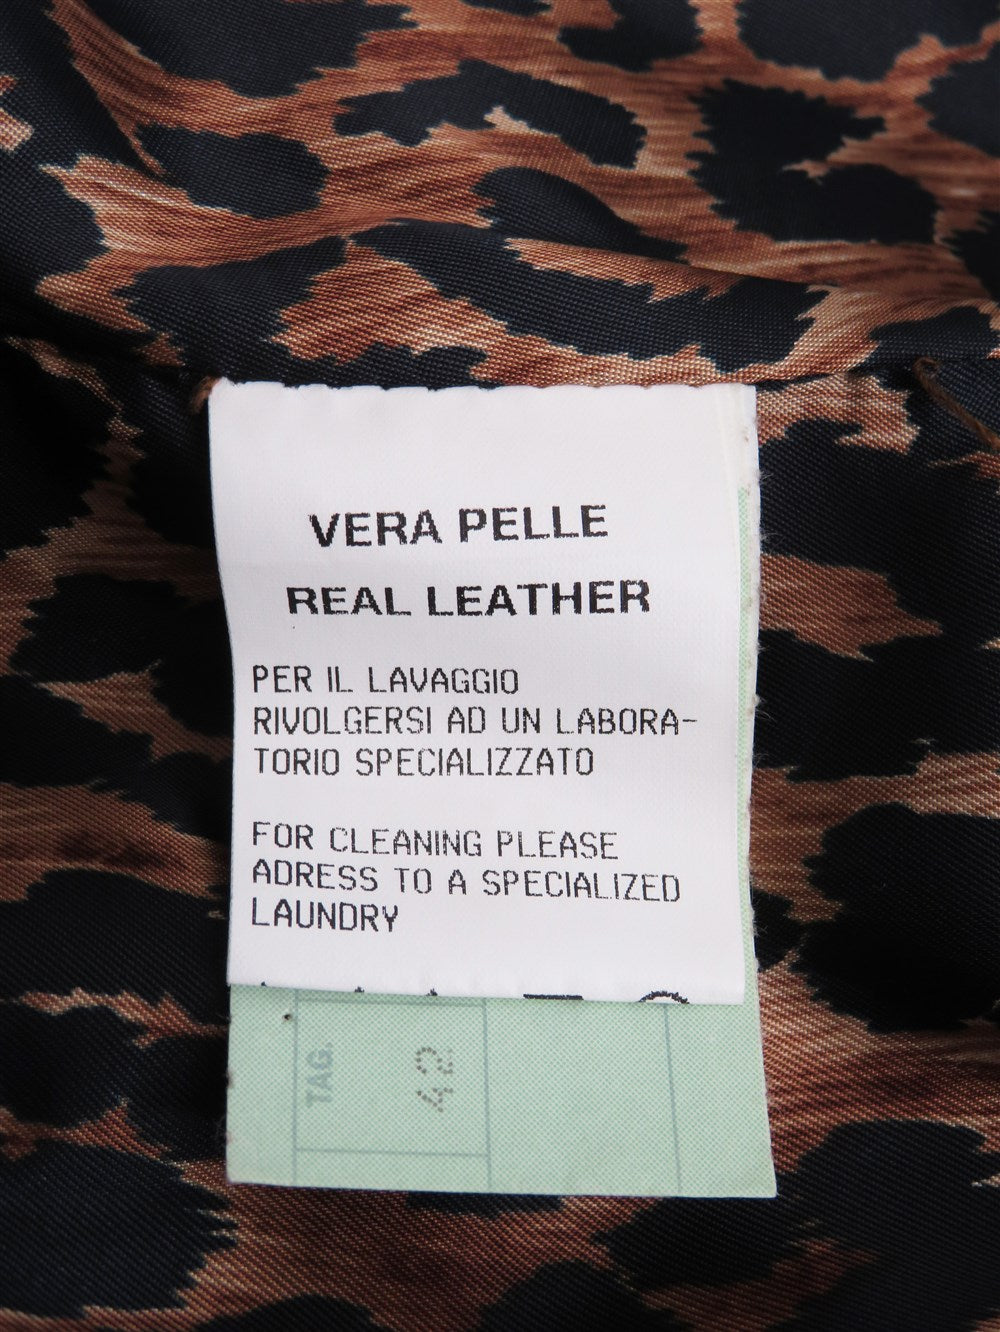 VERA PELLE
REAL LEATHER
PER IL LAVAGGIO
RIVOLGERSI AD UN LABORA-
TORIO SPECIALIZZATO
FOR CLEANING PLEASE
ADRESS TO A SPECIALIZED
LAUNDRY
TAG.
42